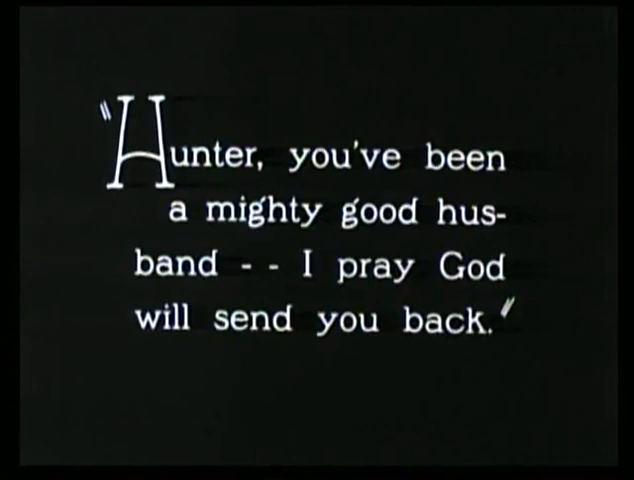 "Hunter, you've been
a mighty good hus-
band - - I pray God
will send you back."